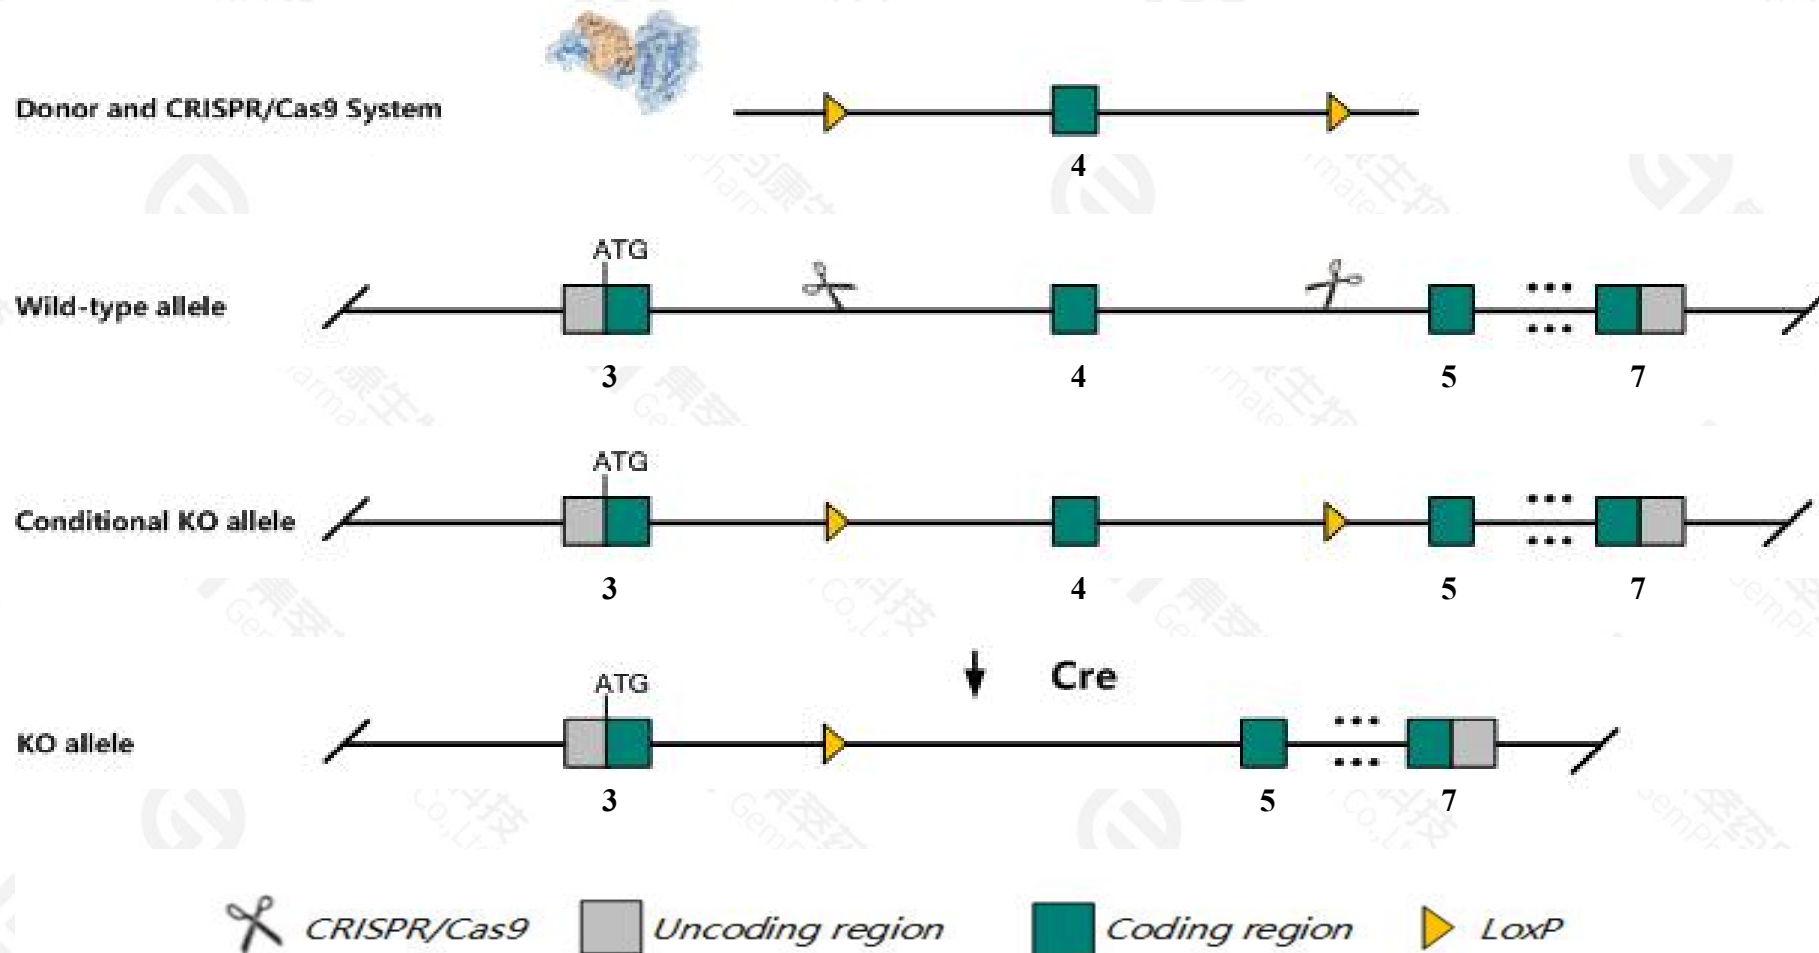 Donor and CRISPR/Cas9 System
4
ATG
Wild-type allele
3 4 5 7
ATG
Conditional KO allele
3 4 5 7
Cre
ATG
KO allele
3 5 7
CRISPR/Cas9 Uncoding region Coding region LoxP